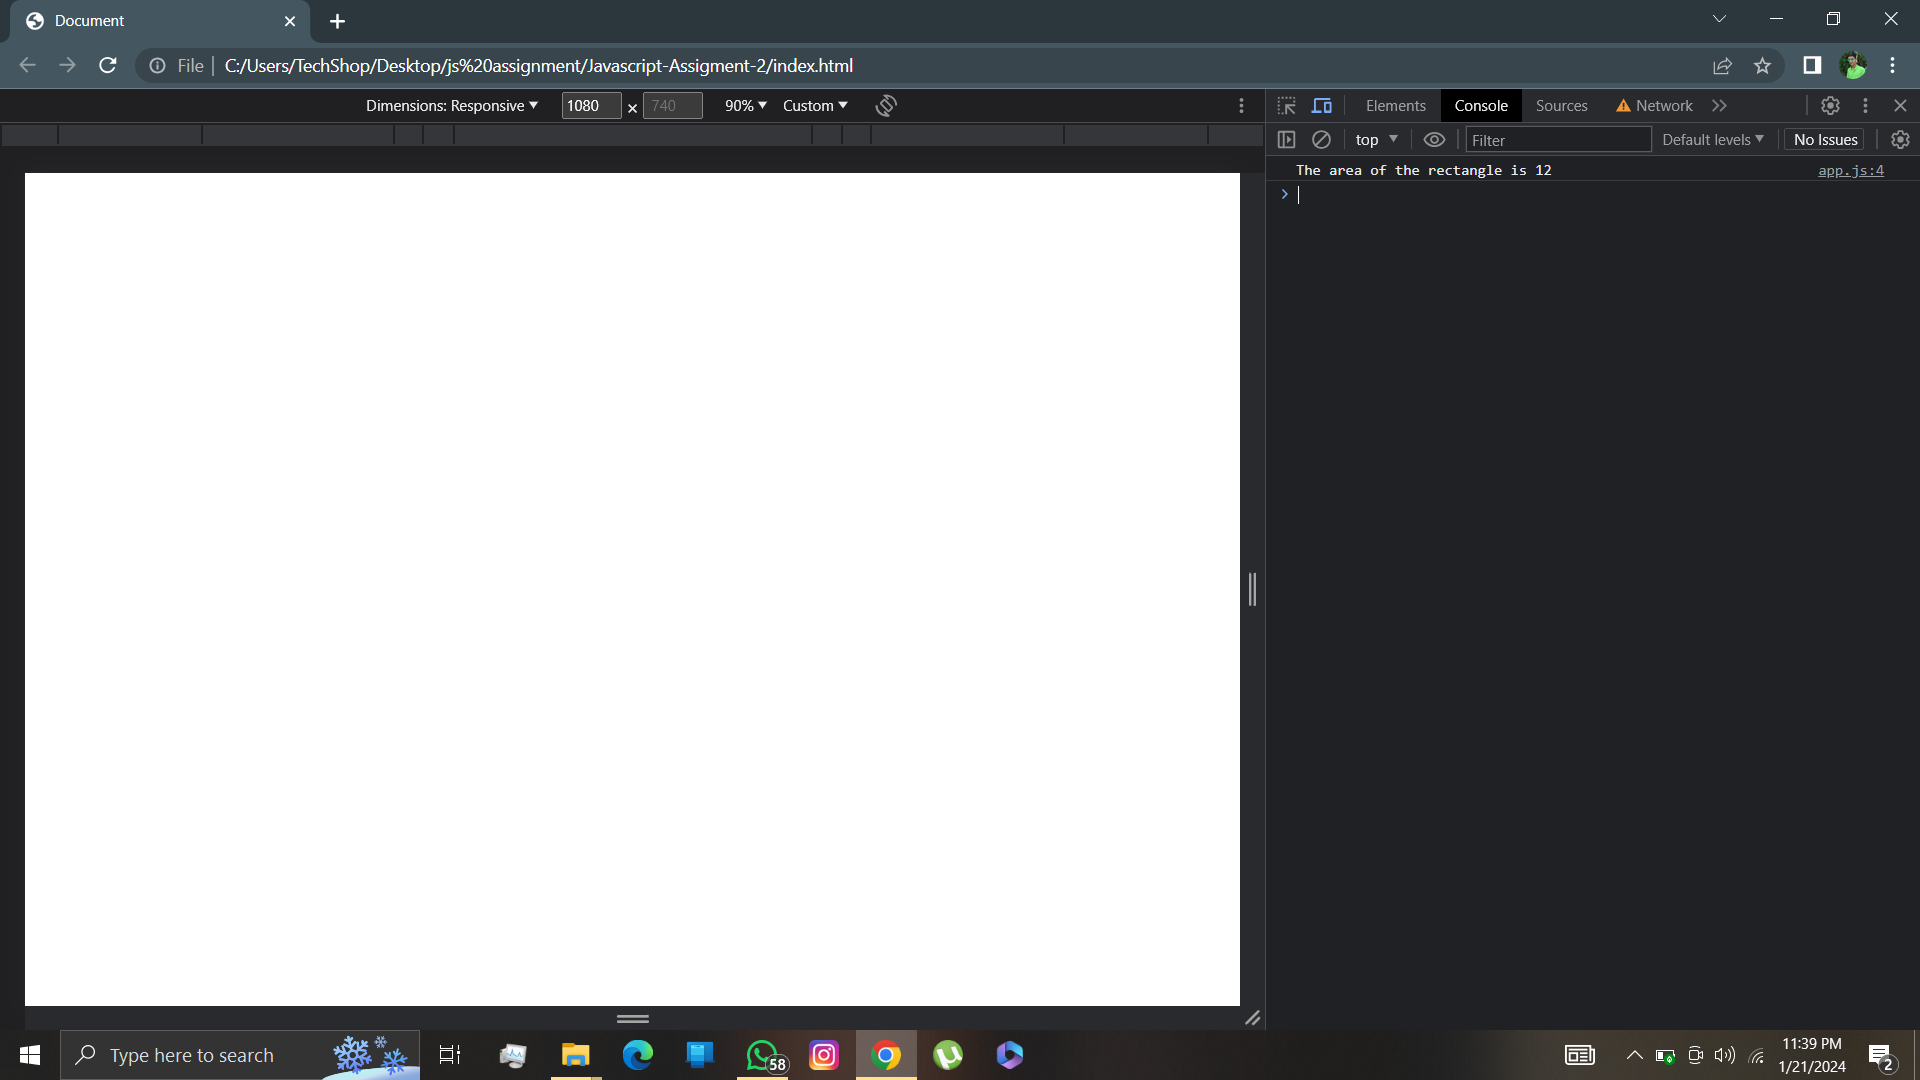 Document
File
C:/Users/TechShop/Desktop/js%20assignment/Javascript-Assigment-2/index.html
Dimensions: Responsive 1080 × 740 90% Custom
Elements Console Sources Network
top Filter Default levels No Issues
The area of the rectangle is 12 app.js:4
Type here to search
58
11:39 PM
1/21/2024
2